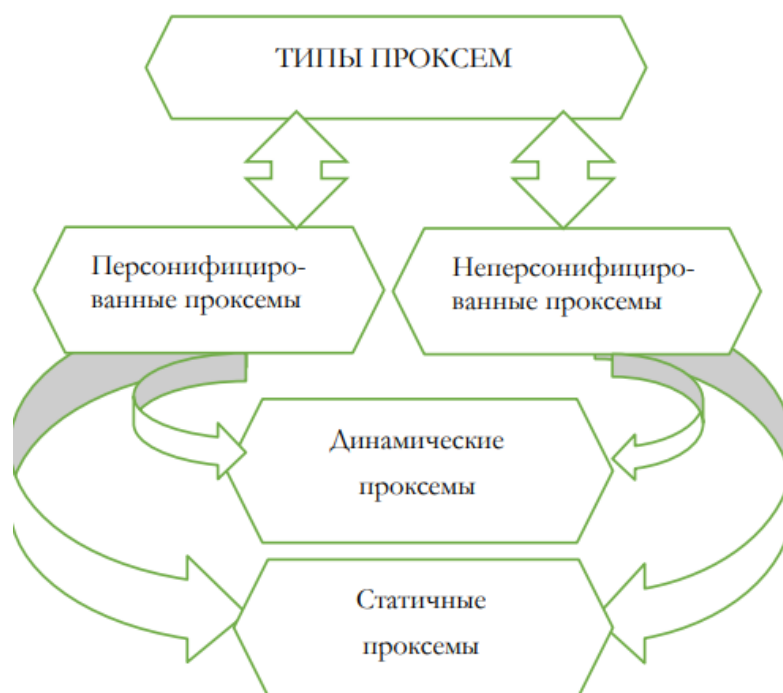 ТИПЫ ПРОКСЕМ
Персонифициро-
ванные проксемы
Неперсонифициро-
ванные проксемы
Динамические
проксемы
Статичные
проксемы